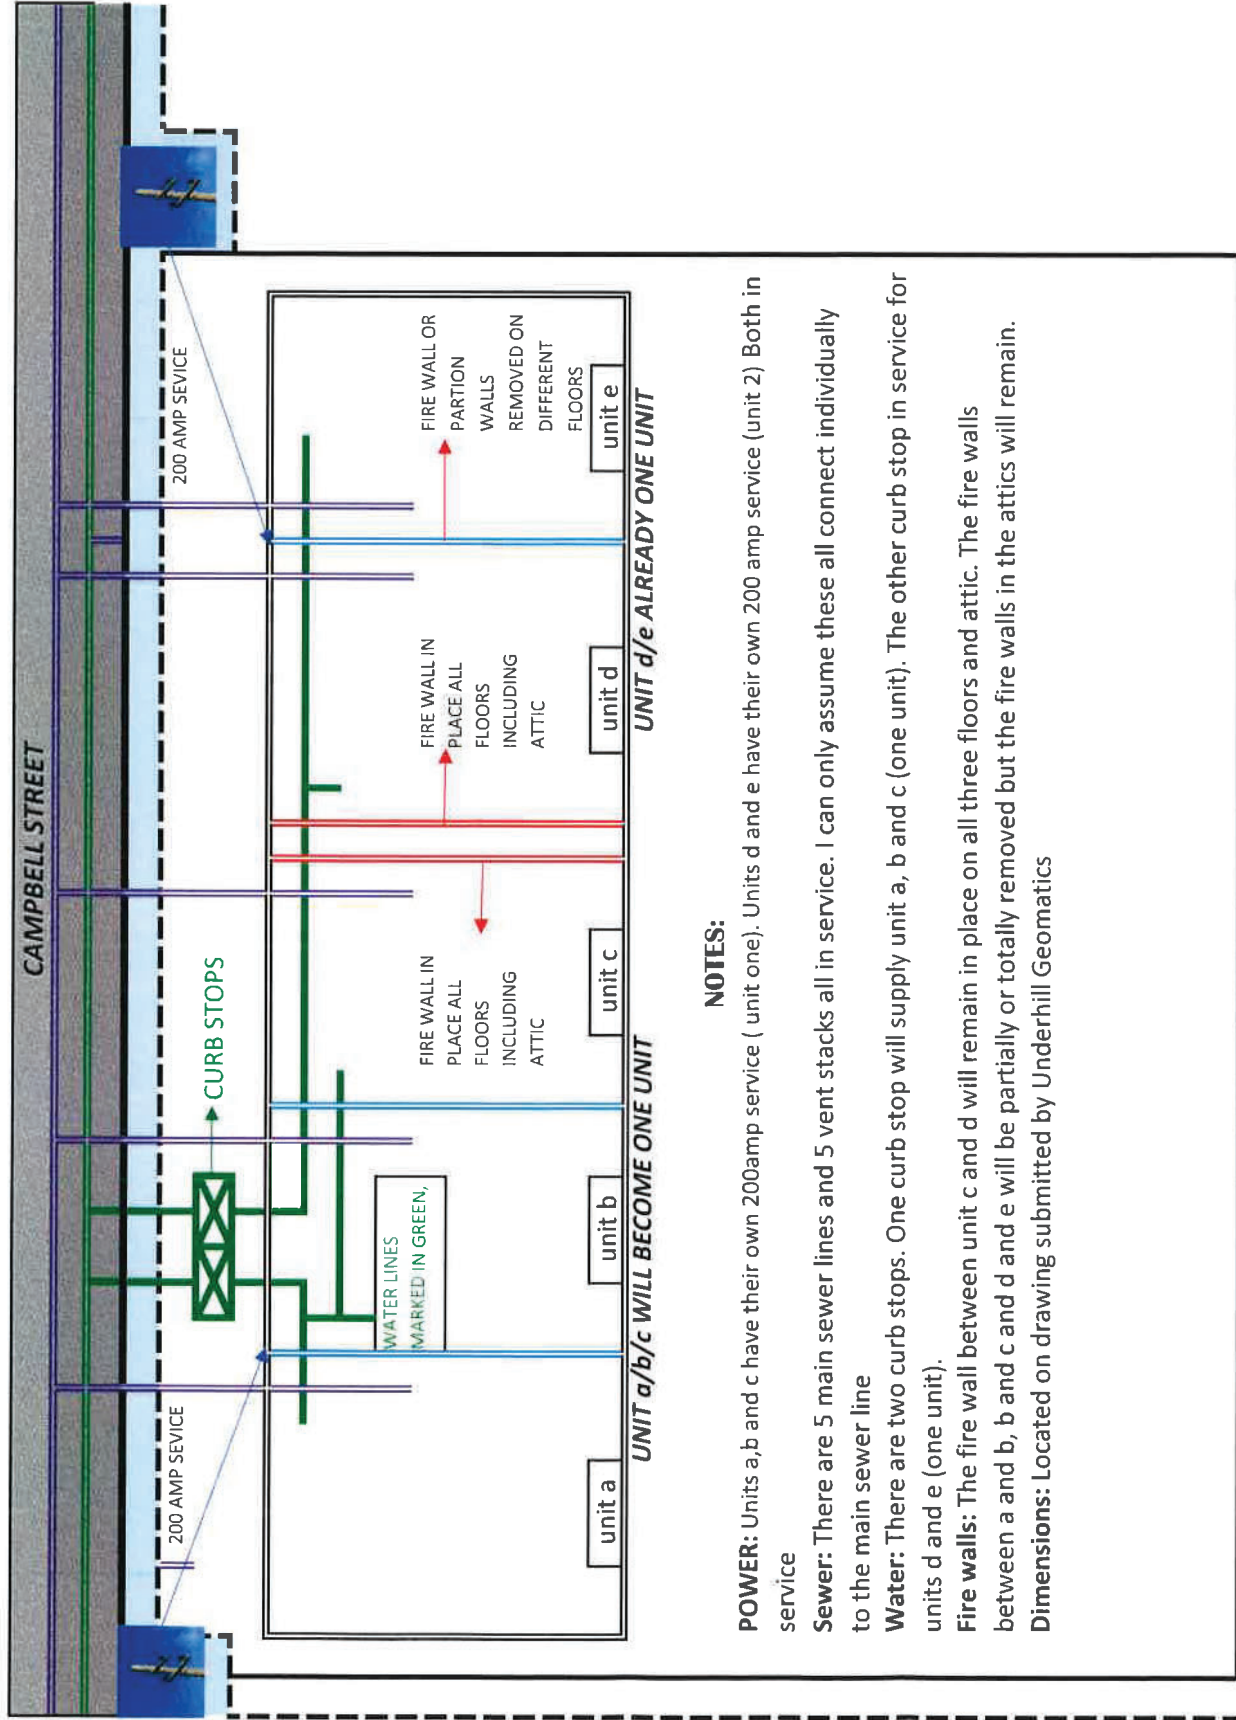 CAMPBELL STREET
200 AMP SEVICE
200 AMP SEVICE
CURB STOPS
WATER LINES
MARKED IN GREEN,
FIRE WALL IN
PLACE ALL
FLOORS
INCLUDING
ATTIC
FIRE WALL IN
PLACE ALL
FLOORS
INCLUDING
ATTIC
FIRE WALL OR
PARTION
WALLS
REMOVED ON
DIFFERENT
FLOORS
unit a
unit b
unit c
unit d
unit e
UNIT a/b/c WILL BECOME ONE UNIT
UNIT d/e ALREADY ONE UNIT
NOTES:
POWER: Units a,b and c have their own 200amp service ( unit one). Units d and e have their own 200 amp service (unit 2) Both in
service
Sewer: There are 5 main sewer lines and 5 vent stacks all in service. I can only assume these all connect individually
to the main sewer line
Water: There are two curb stops. One curb stop will supply unit a, b and c (one unit). The other curb stop in service for
units d and e (one unit).
Fire walls: The fire wall between unit c and d will remain in place on all three floors and attic. The fire walls
between a and b, b and c and d and e will be partially or totally removed but the fire walls in the attics will remain.
Dimensions: Located on drawing submitted by Underhill Geomatics